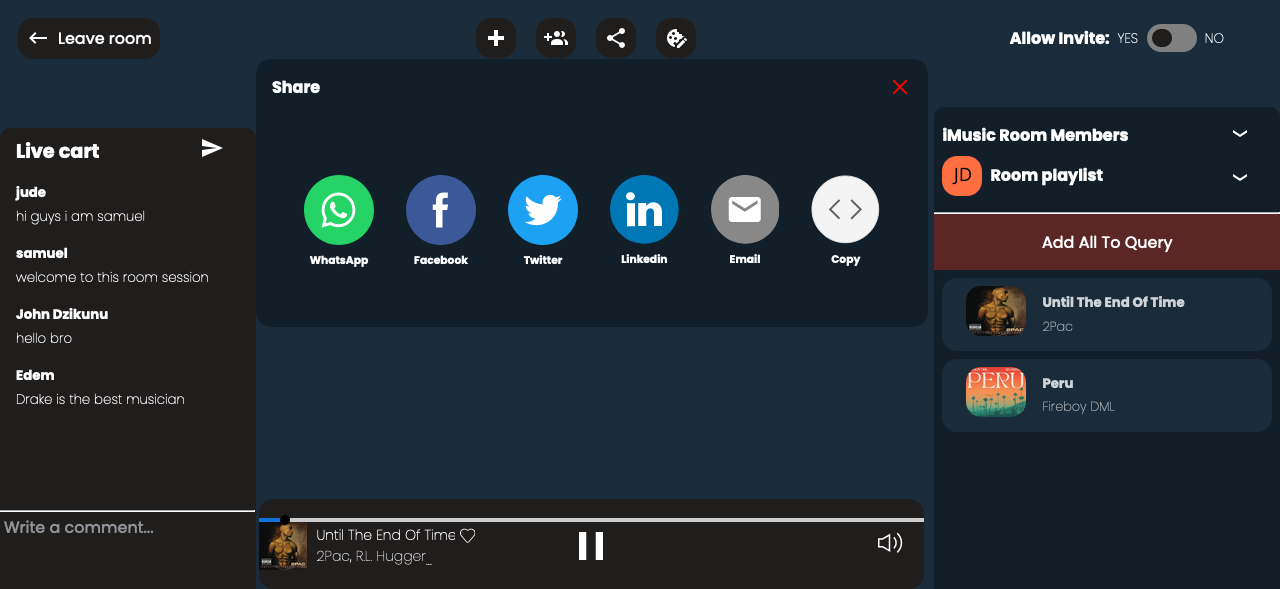 Leave room
Allow Invite: YES NO
Share
WhatsApp
Facebook
Twitter
Linkedin
Email
Copy
Live cart
jude
hi guys i am samuel
samuel
welcome to this room session
John Dzikunu
hello bro
Edem
Drake is the best musician
Write a comment...
iMusic Room Members
JD
Room playlist
Add All To Query
Until The End Of Time
2Pac
PERU
Peru
Fireboy DML
2PAC
Until The End Of Time
2Pac, R.L. Hugger_